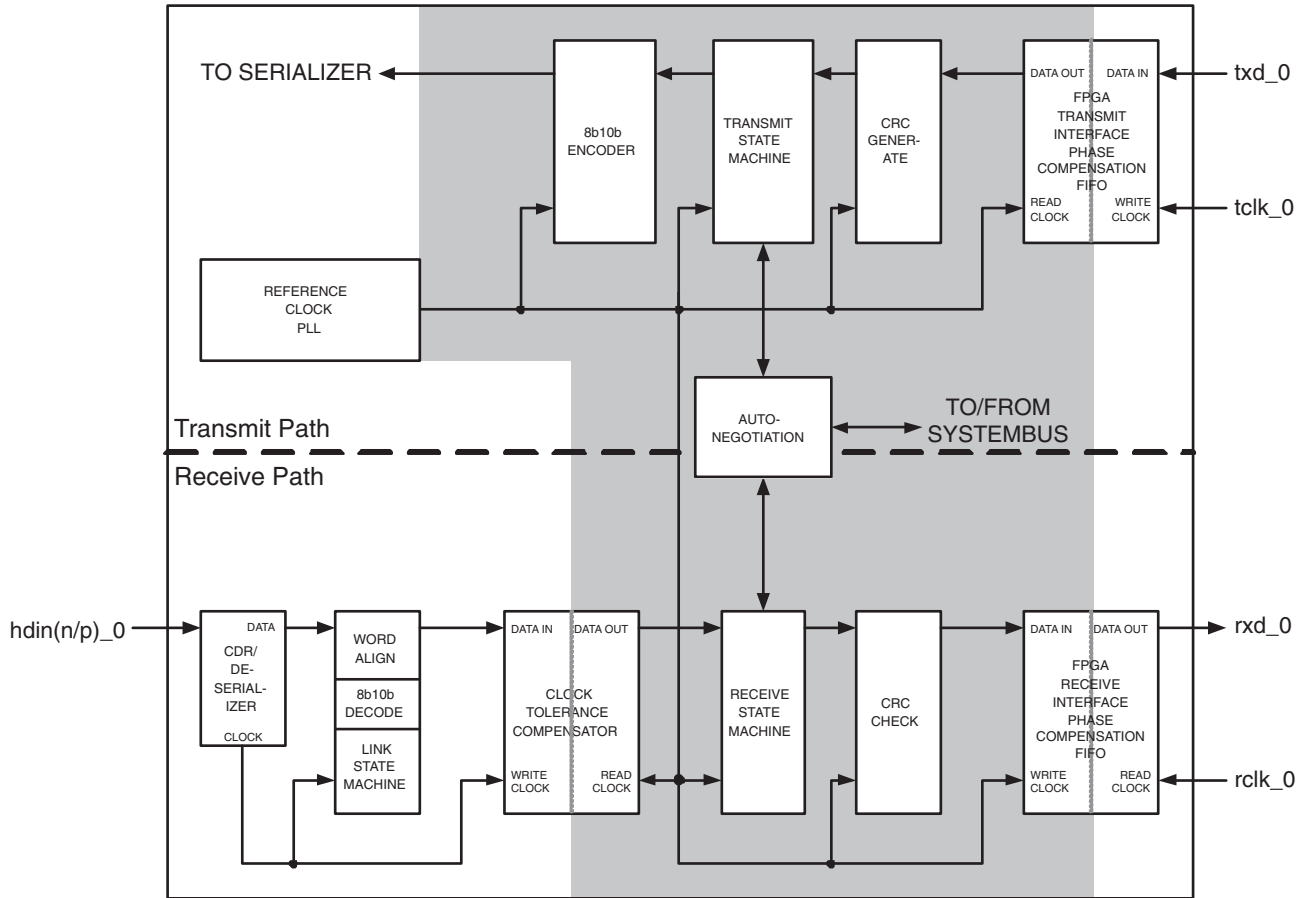 TO SERIALIZER
8b10b
ENCODER
TRANSMIT
STATE
MACHINE
CRC
GENER-
ATE
DATA OUT
DATA IN
FPGA
TRANSMIT
INTERFACE
PHASE
COMPENSATION
FIFO
READ
CLOCK
WRITE
CLOCK
txd_0
tclk_0
REFERENCE
CLOCK
PLL
AUTO-
NEGOTIATION
TO/FROM
SYSTEMBUS
Transmit Path
Receive Path
hdin(n/p)_0
DATA
CDR/
DE-
SERIAL-
IZER
CLOCK
WORD
ALIGN
8b10b
DECODE
LINK
STATE
MACHINE
DATA IN
DATA OUT
CLOCK
TOLERANCE
COMPENSATOR
WRITE
CLOCK
READ
CLOCK
RECEIVE
STATE
MACHINE
CRC
CHECK
DATA IN
DATA OUT
FPGA
RECEIVE
INTERFACE
PHASE
COMPENSATION
FIFO
WRITE
CLOCK
READ
CLOCK
rxd_0
rclk_0